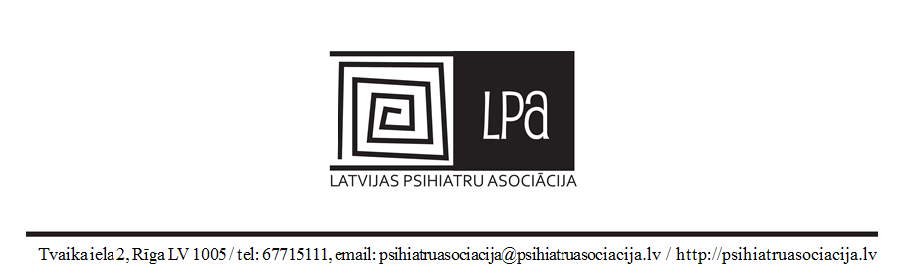 LPa
LATVIJAS PSIHIATRU ASOCIĀCIJA
Tvaika iela 2, Rīga LV 1005 / tel: 67715111, email: psihiatruasociacija@psihiatruasociacija.lv / http://psihiatruasociacija.lv